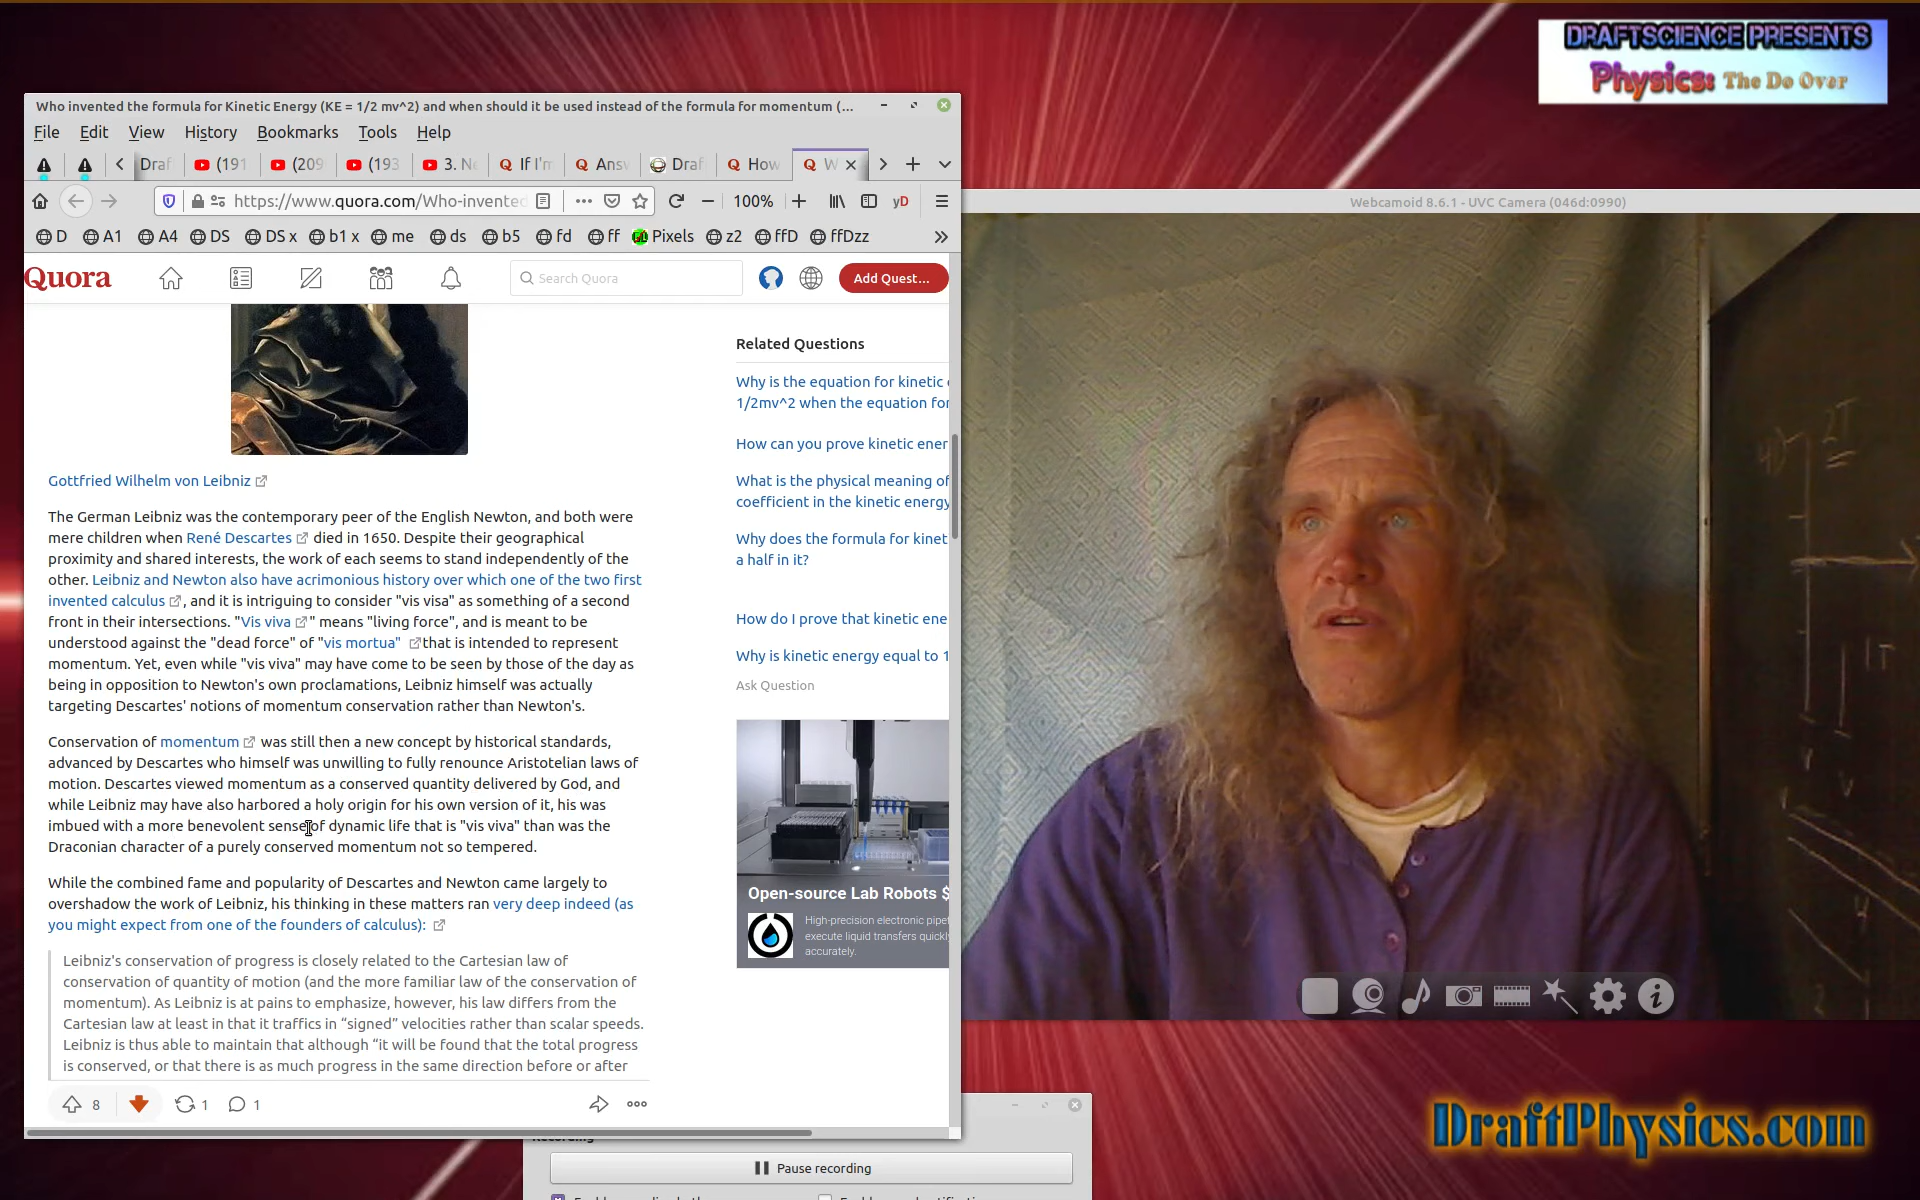 DRAFTSCIENCE PRESENTS
Physics: The Do Over
Who invented the formula for Kinetic Energy (KE = 1/2 mv^2) and when should it be used instead of the formula for momentum (...
File Edit View History Bookmarks Tools Help
Draf (191 (209 (193 3. Ne If I'm Answ Draf How W
https://www.quora.com/Who-invented 100% yD
D A1 A4 DS DS x b1 x me ds b5 fd ff Pixels z2 ffD ffDzz
Webcamoid 8.6.1 - UVC Camera (046d:0990)
Quora Search Quora Add Quest...
Gottfried Wilhelm von Leibniz
The German Leibniz was the contemporary peer of the English Newton, and both were
mere children when René Descartes died in 1650. Despite their geographical
proximity and shared interests, the work of each seems to stand independently of the
other. Leibniz and Newton also have acrimonious history over which one of the two first
invented calculus , and it is intriguing to consider "vis visa" as something of a second
front in their intersections. "Vis viva " means "living force", and is meant to be
understood against the "dead force" of "vis mortua" that is intended to represent
momentum. Yet, even while "vis viva" may have come to be seen by those of the day as
being in opposition to Newton's own proclamations, Leibniz himself was actually
targeting Descartes' notions of momentum conservation rather than Newton's.
Conservation of momentum was still then a new concept by historical standards,
advanced by Descartes who himself was unwilling to fully renounce Aristotelian laws of
motion. Descartes viewed momentum as a conserved quantity delivered by God, and
while Leibniz may have also harbored a holy origin for his own version of it, his was
imbued with a more benevolent sense of dynamic life that is "vis viva" than was the
Draconian character of a purely conserved momentum not so tempered.
While the combined fame and popularity of Descartes and Newton came largely to
overshadow the work of Leibniz, his thinking in these matters ran very deep indeed (as
you might expect from one of the founders of calculus):
Leibniz's conservation of progress is closely related to the Cartesian law of
conservation of quantity of motion (and the more familiar law of the conservation of
momentum). As Leibniz is at pains to emphasize, however, his law differs from the
Cartesian law at least in that it traffics in “signed” velocities rather than scalar speeds.
Leibniz is thus able to maintain that although “it will be found that the total progress
is conserved, or that there is as much progress in the same direction before or after
8 1 1
Related Questions
Why is the equation for kinetic
1/2mv^2 when the equation for
How can you prove kinetic ener
What is the physical meaning of
coefficient in the kinetic energy
Why does the formula for kinet
a half in it?
How do I prove that kinetic ene
Why is kinetic energy equal to 1
Ask Question
Open-source Lab Robots $
High-precision electronic pipet
execute liquid transfers quickly
accurately.
Pause recording
DraftPhysics.com